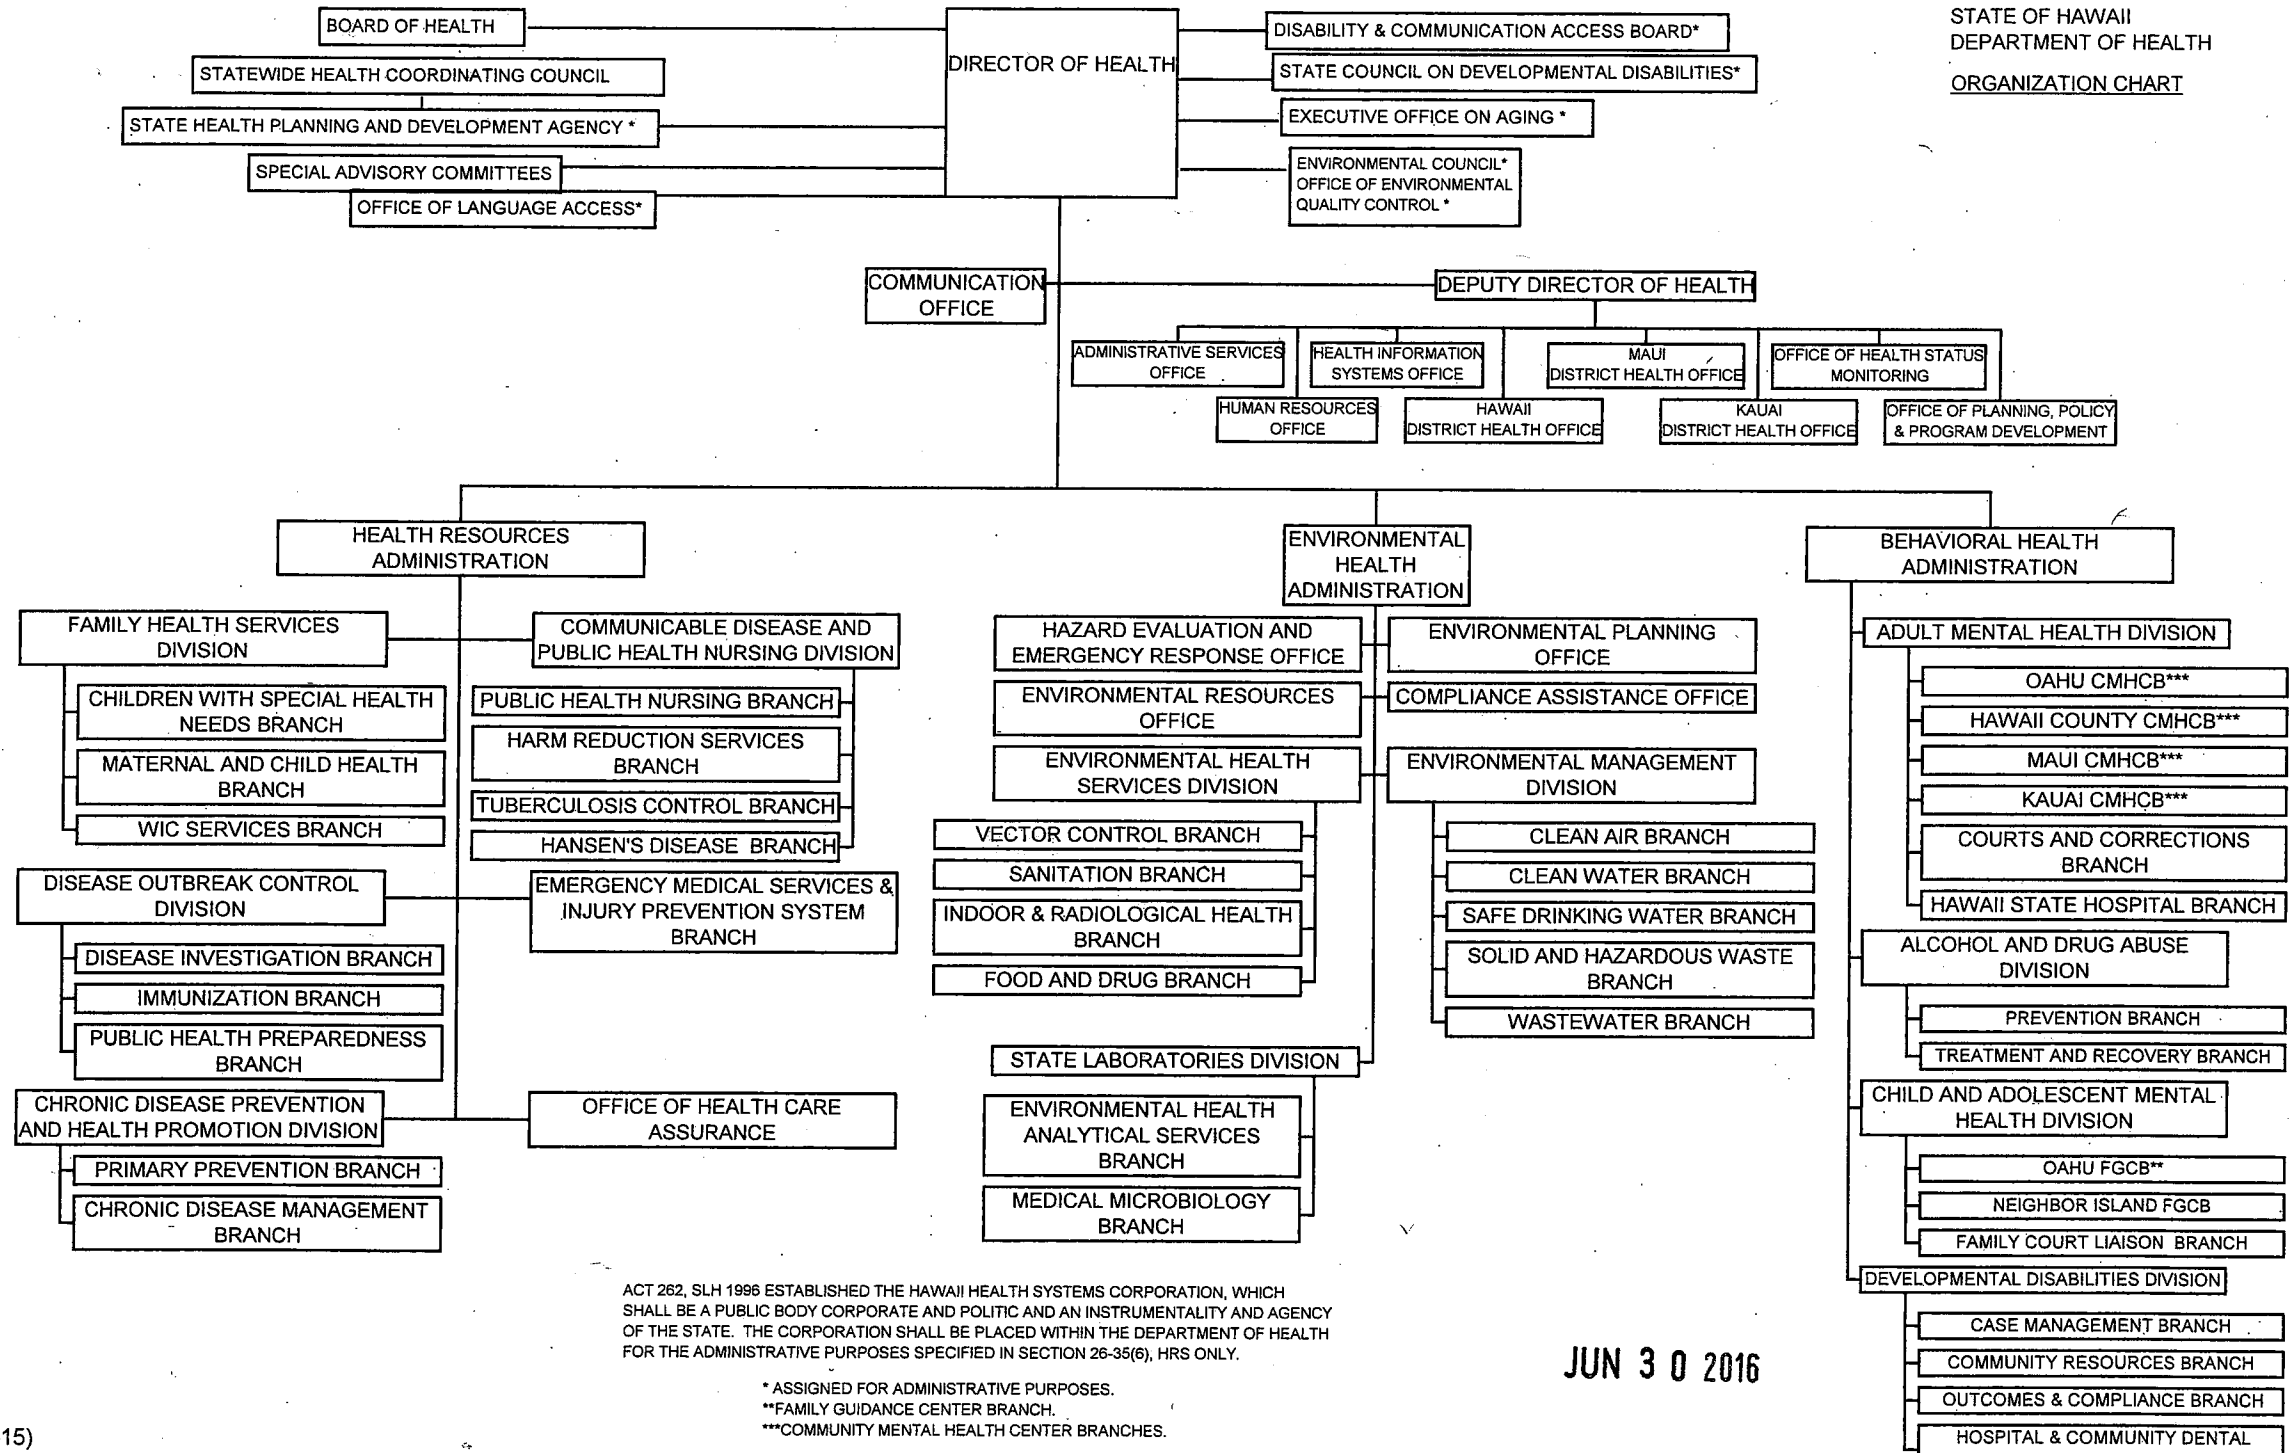 STATE OF HAWAII
DEPARTMENT OF HEALTH
ORGANIZATION CHART
BOARD OF HEALTH
STATEWIDE HEALTH COORDINATING COUNCIL
STATE HEALTH PLANNING AND DEVELOPMENT AGENCY *
SPECIAL ADVISORY COMMITTEES
OFFICE OF LANGUAGE ACCESS*
DIRECTOR OF HEALTH
DISABILITY & COMMUNICATION ACCESS BOARD*
STATE COUNCIL ON DEVELOPMENTAL DISABILITIES*
EXECUTIVE OFFICE ON AGING *
ENVIRONMENTAL COUNCIL*
OFFICE OF ENVIRONMENTAL
QUALITY CONTROL *
COMMUNICATION
OFFICE
DEPUTY DIRECTOR OF HEALTH
ADMINISTRATIVE SERVICES
OFFICE
HEALTH INFORMATION
SYSTEMS OFFICE
MAUI
DISTRICT HEALTH OFFICE
OFFICE OF HEALTH STATUS
MONITORING
HUMAN RESOURCES
OFFICE
HAWAII
DISTRICT HEALTH OFFICE
KAUAI
DISTRICT HEALTH OFFICE
OFFICE OF PLANNING, POLICY
& PROGRAM DEVELOPMENT
HEALTH RESOURCES
ADMINISTRATION
FAMILY HEALTH SERVICES
DIVISION
CHILDREN WITH SPECIAL HEALTH
NEEDS BRANCH
MATERNAL AND CHILD HEALTH
BRANCH
WIC SERVICES BRANCH
COMMUNICABLE DISEASE AND
PUBLIC HEALTH NURSING DIVISION
PUBLIC HEALTH NURSING BRANCH
HARM REDUCTION SERVICES
BRANCH
TUBERCULOSIS CONTROL BRANCH
HANSEN'S DISEASE BRANCH
DISEASE OUTBREAK CONTROL
DIVISION
DISEASE INVESTIGATION BRANCH
IMMUNIZATION BRANCH
PUBLIC HEALTH PREPAREDNESS
BRANCH
EMERGENCY MEDICAL SERVICES &
INJURY PREVENTION SYSTEM
BRANCH
CHRONIC DISEASE PREVENTION
AND HEALTH PROMOTION DIVISION
PRIMARY PREVENTION BRANCH
CHRONIC DISEASE MANAGEMENT
BRANCH
OFFICE OF HEALTH CARE
ASSURANCE
ENVIRONMENTAL
HEALTH
ADMINISTRATION
HAZARD EVALUATION AND
EMERGENCY RESPONSE OFFICE
ENVIRONMENTAL PLANNING
OFFICE
ENVIRONMENTAL RESOURCES
OFFICE
COMPLIANCE ASSISTANCE OFFICE
ENVIRONMENTAL HEALTH
SERVICES DIVISION
VECTOR CONTROL BRANCH
SANITATION BRANCH
INDOOR & RADIOLOGICAL HEALTH
BRANCH
FOOD AND DRUG BRANCH
ENVIRONMENTAL MANAGEMENT
DIVISION
CLEAN AIR BRANCH
CLEAN WATER BRANCH
SAFE DRINKING WATER BRANCH
SOLID AND HAZARDOUS WASTE
BRANCH
WASTEWATER BRANCH
STATE LABORATORIES DIVISION
ENVIRONMENTAL HEALTH
ANALYTICAL SERVICES
BRANCH
MEDICAL MICROBIOLOGY
BRANCH
BEHAVIORAL HEALTH
ADMINISTRATION
ADULT MENTAL HEALTH DIVISION
OAHU CMHCB***
HAWAII COUNTY CMHCB***
MAUI CMHCB***
KAUAI CMHCB***
COURTS AND CORRECTIONS
BRANCH
HAWAII STATE HOSPITAL BRANCH
ALCOHOL AND DRUG ABUSE
DIVISION
PREVENTION BRANCH
TREATMENT AND RECOVERY BRANCH
CHILD AND ADOLESCENT MENTAL
HEALTH DIVISION
OAHU FGCB**
NEIGHBOR ISLAND FGCB
FAMILY COURT LIAISON BRANCH
DEVELOPMENTAL DISABILITIES DIVISION
CASE MANAGEMENT BRANCH
COMMUNITY RESOURCES BRANCH
OUTCOMES & COMPLIANCE BRANCH
HOSPITAL & COMMUNITY DENTAL
ACT 262, SLH 1996 ESTABLISHED THE HAWAII HEALTH SYSTEMS CORPORATION, WHICH
SHALL BE A PUBLIC BODY CORPORATE AND POLITIC AND AN INSTRUMENTALITY AND AGENCY
OF THE STATE. THE CORPORATION SHALL BE PLACED WITHIN THE DEPARTMENT OF HEALTH
FOR THE ADMINISTRATIVE PURPOSES SPECIFIED IN SECTION 26-35(6), HRS ONLY.
* ASSIGNED FOR ADMINISTRATIVE PURPOSES.
**FAMILY GUIDANCE CENTER BRANCH.
***COMMUNITY MENTAL HEALTH CENTER BRANCHES.
JUN 30 2016
15)